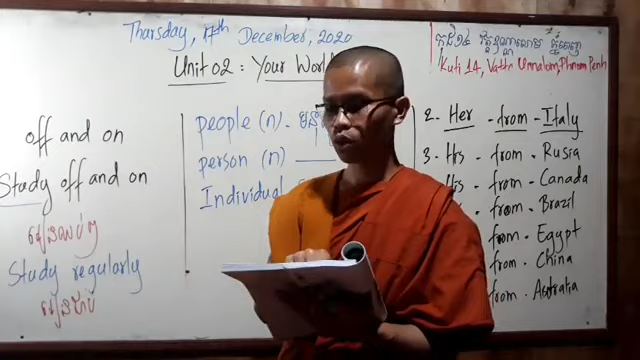 Thursday, 17th December, 2020
Unit 02 : Your World
Kuti 14, Vatta Unnalom, Phnom Penh
off and on
Study off and on
Study regularly
people (n).
person (n)
Individual
2. Her - from - Italy
3. His - from - Russia
His - from - Canada
from - Brazil
from - Egypt
from - China
from - Australia